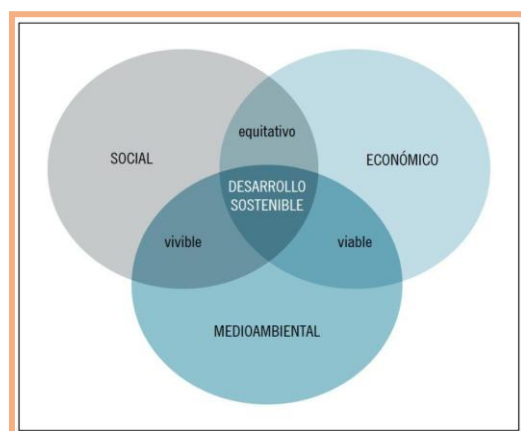 equitativo
SOCIAL
ECONÓMICO
DESARROLLO
SOSTENIBLE
vivible
viable
MEDIOAMBIENTAL